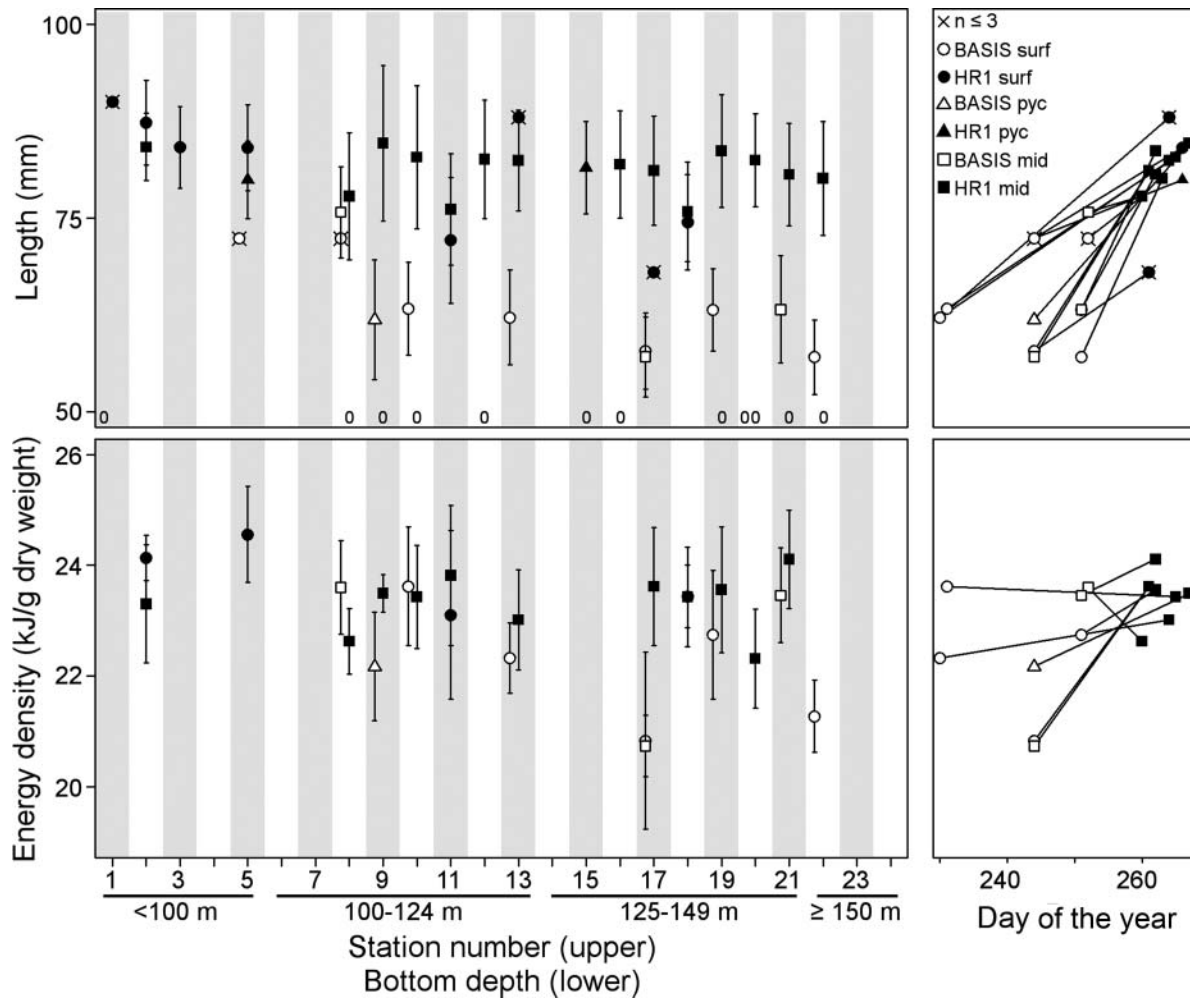 100
75
50
Length (mm)
0 0 0 0 0 0 0 0 00 0 0
× n ≤ 3
BASIS surf
HR1 surf
BASIS pyc
HR1 pyc
BASIS mid
HR1 mid
26
24
22
20
Energy density (kJ/g dry weight)
1 3 5 7 9 11 13 15 17 19 21 23
<100 m 100-124 m 125-149 m ≥ 150 m
Station number (upper)
Bottom depth (lower)
240 260
Day of the year